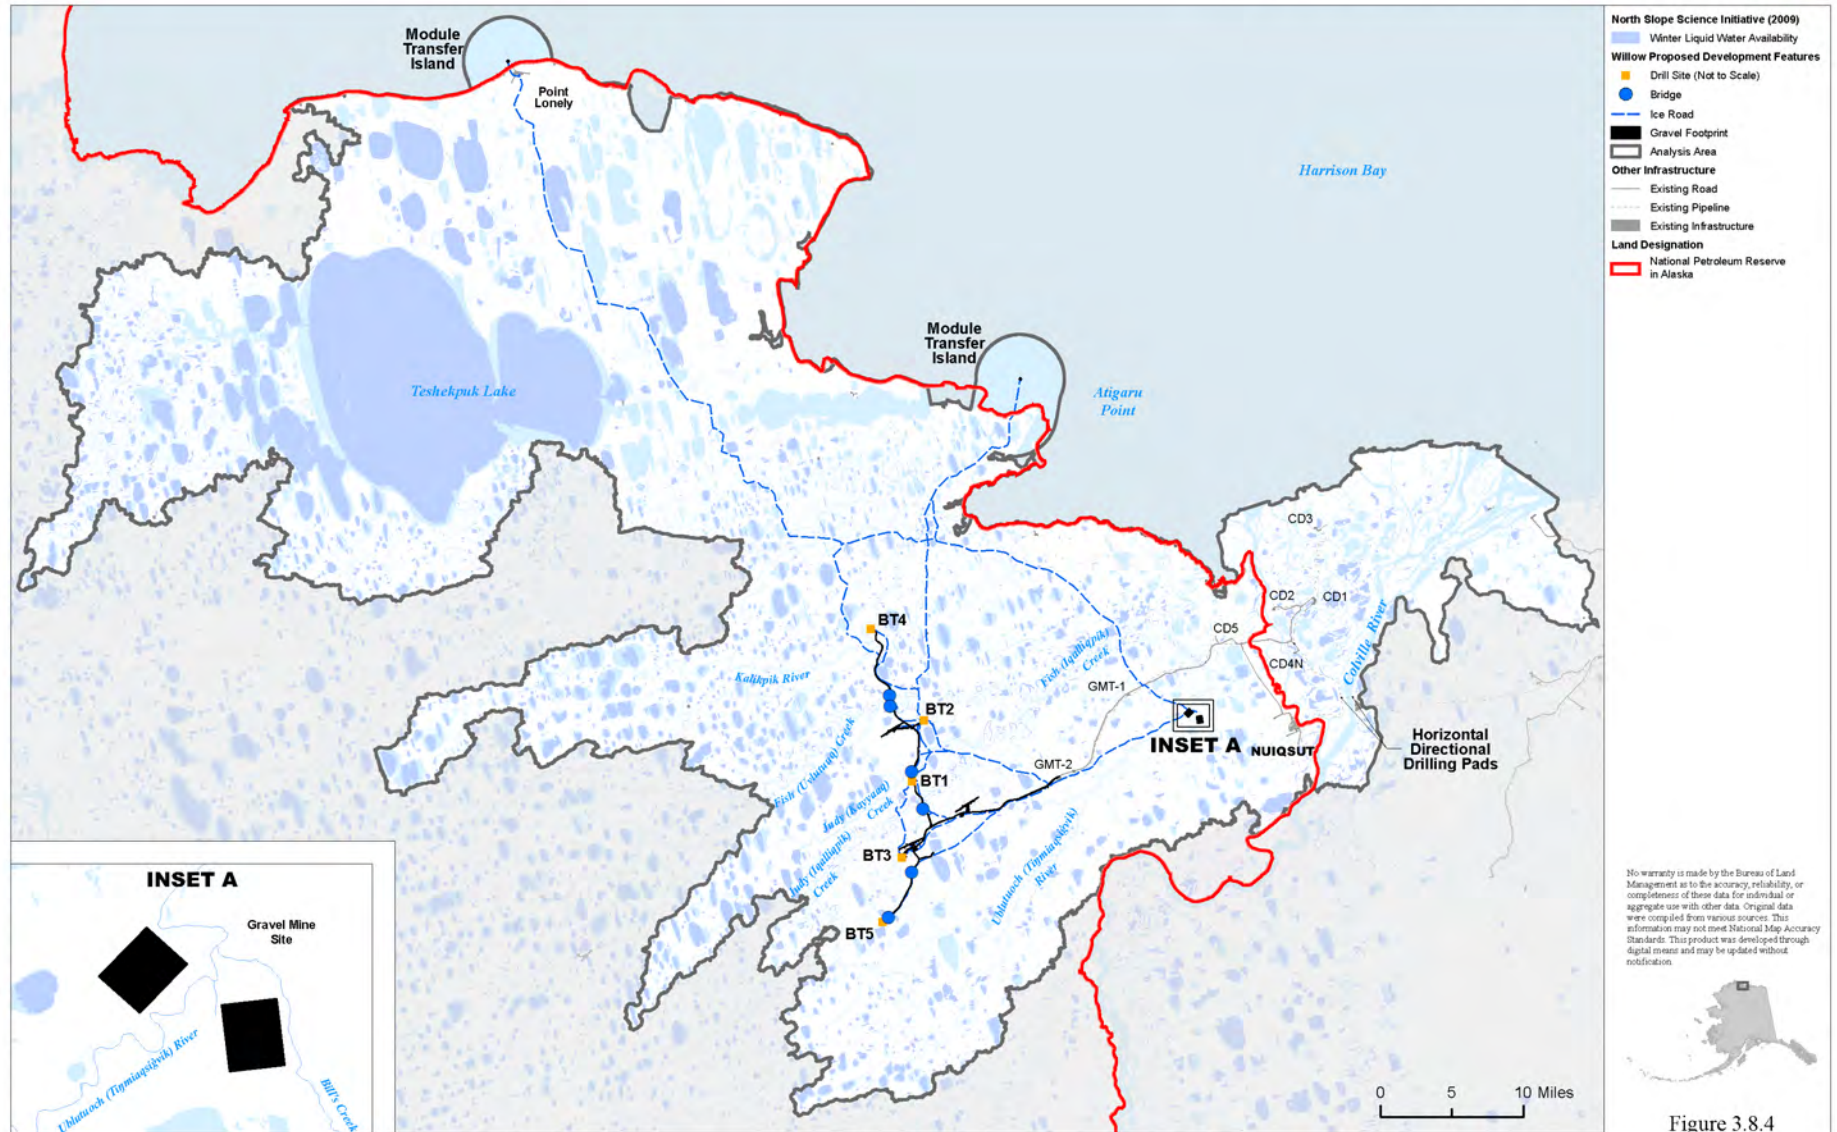 Module
Transfer
Island
Point
Lonely
Harrison Bay
Teshekpuk Lake
Module
Transfer
Island
Atigaru
Point
CD3
CD2
CD1
CD5
CD4N
Colville River
BT4
Kalikpik River
Fish (Iqalliqpik)
Creek
GMT-1
BT2
INSET A
NUIQSUT
Horizontal
Directional
Drilling Pads
Fish (Uvlutuuq) Creek
GMT-2
BT1
Judy (Kayyaaq)
Creek
BT3
Judy (Iqalliqpik)
Creek
Ublutuoch (Tiŋmiaqsiġvik)
River
BT5
INSET A
Gravel Mine
Site
Ublutuoch (Tiŋmiaqsiġvik) River
Bill's Creek
0 5 10 Miles
North Slope Science Initiative (2009)
Winter Liquid Water Availability
Willow Proposed Development Features
Drill Site (Not to Scale)
Bridge
Ice Road
Gravel Footprint
Analysis Area
Other Infrastructure
Existing Road
Existing Pipeline
Existing Infrastructure
Land Designation
National Petroleum Reserve
in Alaska
No warranty is made by the Bureau of Land
Management as to the accuracy, reliability, or
completeness of these data for individual or
aggregate use with other data. Original data
were compiled from various sources. This
information may not meet National Map Accuracy
Standards. This product was developed through
digital means and may be updated without
notification.
Figure 3.8.4